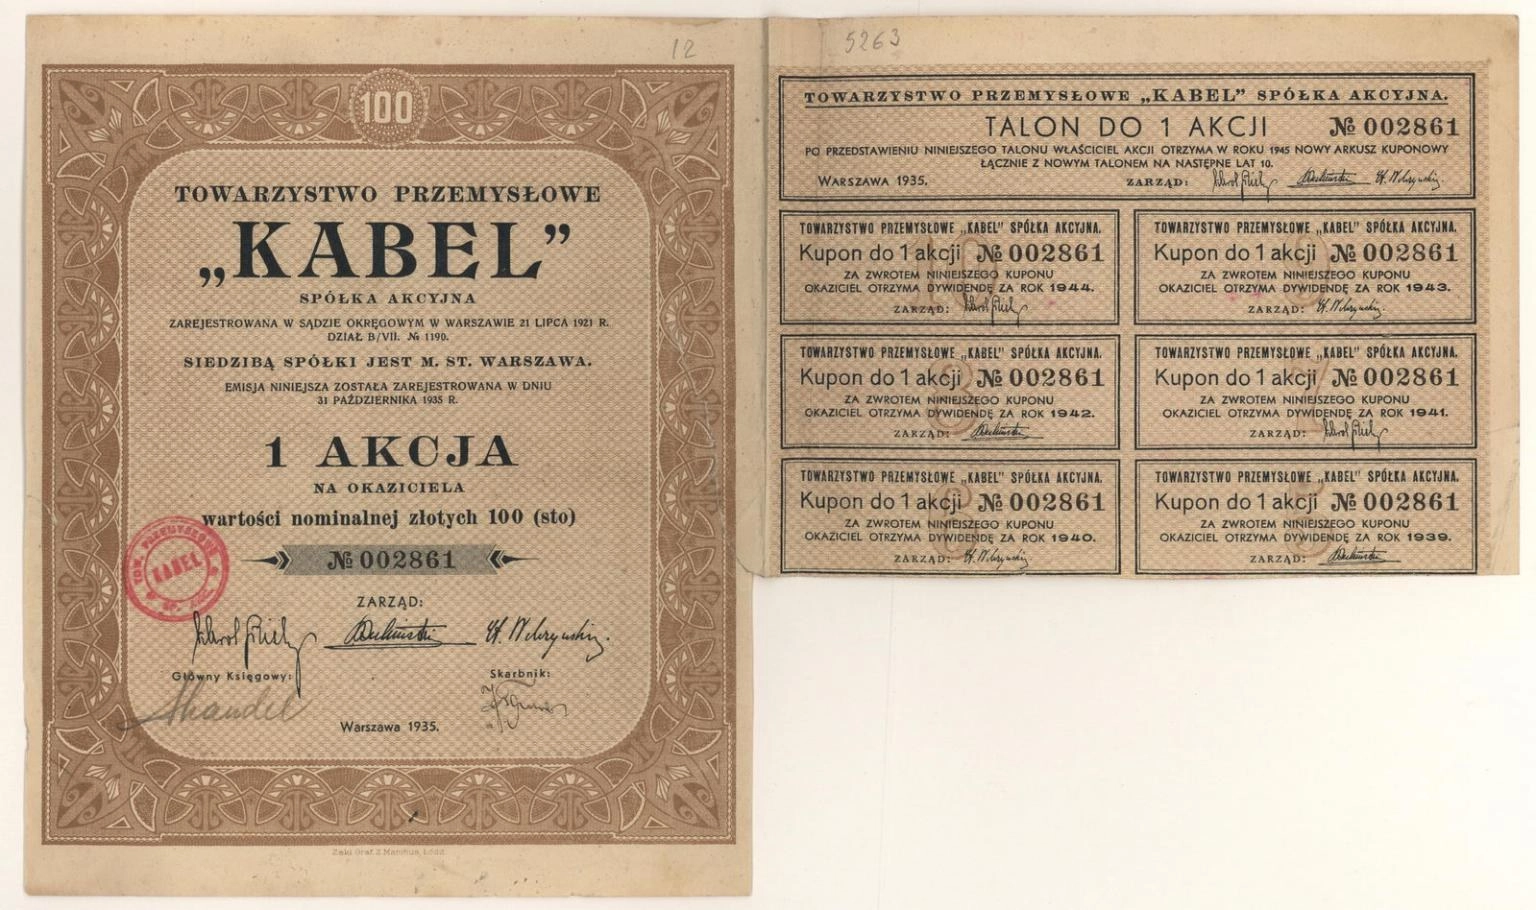 12
5263
100
TOWARZYSTWO PRZEMYSŁOWE
„KABEL”
SPÓŁKA AKCYJNA
ZAREJESTROWANA W SĄDZIE OKRĘGOWYM W WARSZAWIE 21 LIPCA 1921 R.
DZIAŁ B/VII. № 1190.
SIEDZIBĄ SPÓŁKI JEST M. ST. WARSZAWA.
EMISJA NINIEJSZA ZOSTAŁA ZAREJESTROWANA W DNIU
31 PAŹDZIERNIKA 1935 R.
1 AKCJA
NA OKAZICIELA
wartości nominalnej złotych 100 (sto)
№ 002861
TOW. PRZEMYSŁOWE
KABEL
SP. AKC.
ZARZĄD:
Główny Księgowy:
Skarbnik:
Warszawa 1935.
Zakł. Graf. Z. Manitius, Łódź
TOWARZYSTWO PRZEMYSŁOWE „KABEL” SPÓŁKA AKCYJNA.
TALON DO 1 AKCJI № 002861
PO PRZEDSTAWIENIU NINIEJSZEGO TALONU WŁAŚCICIEL AKCJI OTRZYMA W ROKU 1945 NOWY ARKUSZ KUPONOWY
ŁĄCZNIE Z NOWYM TALONEM NA NASTĘPNE LAT 10.
WARSZAWA 1935. ZARZĄD:
TOWARZYSTWO PRZEMYSŁOWE „KABEL” SPÓŁKA AKCYJNA.
Kupon do 1 akcji № 002861
ZA ZWROTEM NINIEJSZEGO KUPONU
OKAZICIEL OTRZYMA DYWIDENDĘ ZA ROK 1944.
ZARZĄD:
TOWARZYSTWO PRZEMYSŁOWE „KABEL” SPÓŁKA AKCYJNA.
Kupon do 1 akcji № 002861
ZA ZWROTEM NINIEJSZEGO KUPONU
OKAZICIEL OTRZYMA DYWIDENDĘ ZA ROK 1943.
ZARZĄD:
TOWARZYSTWO PRZEMYSŁOWE „KABEL” SPÓŁKA AKCYJNA.
Kupon do 1 akcji № 002861
ZA ZWROTEM NINIEJSZEGO KUPONU
OKAZICIEL OTRZYMA DYWIDENDĘ ZA ROK 1942.
ZARZĄD:
TOWARZYSTWO PRZEMYSŁOWE „KABEL” SPÓŁKA AKCYJNA.
Kupon do 1 akcji № 002861
ZA ZWROTEM NINIEJSZEGO KUPONU
OKAZICIEL OTRZYMA DYWIDENDĘ ZA ROK 1941.
ZARZĄD:
TOWARZYSTWO PRZEMYSŁOWE „KABEL” SPÓŁKA AKCYJNA.
Kupon do 1 akcji № 002861
ZA ZWROTEM NINIEJSZEGO KUPONU
OKAZICIEL OTRZYMA DYWIDENDĘ ZA ROK 1940.
ZARZĄD:
TOWARZYSTWO PRZEMYSŁOWE „KABEL” SPÓŁKA AKCYJNA.
Kupon do 1 akcji № 002861
ZA ZWROTEM NINIEJSZEGO KUPONU
OKAZICIEL OTRZYMA DYWIDENDĘ ZA ROK 1939.
ZARZĄD: